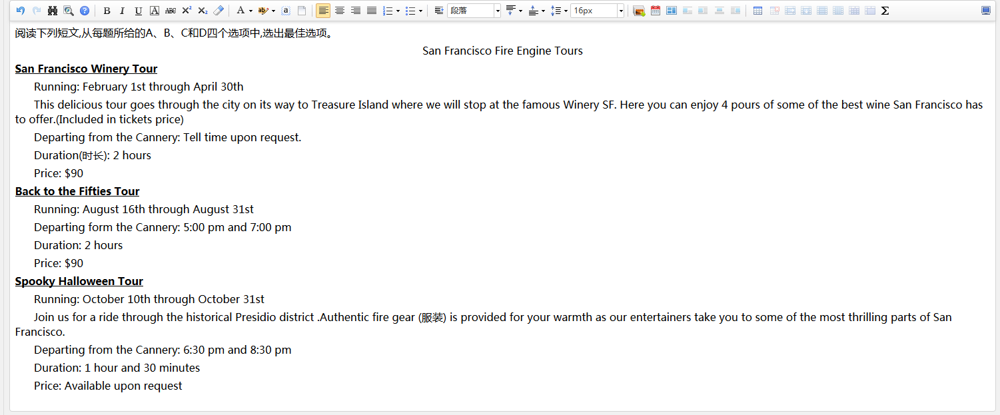 段落
16px
阅读下列短文,从每题所给的A、B、C和D四个选项中,选出最佳选项。
San Francisco Fire Engine Tours
San Francisco Winery Tour
Running: February 1st through April 30th
This delicious tour goes through the city on its way to Treasure Island where we will stop at the famous Winery SF. Here you can enjoy 4 pours of some of the best wine San Francisco has
to offer.(Included in tickets price)
Departing from the Cannery: Tell time upon request.
Duration(时长): 2 hours
Price: $90
Back to the Fifties Tour
Running: August 16th through August 31st
Departing form the Cannery: 5:00 pm and 7:00 pm
Duration: 2 hours
Price: $90
Spooky Halloween Tour
Running: October 10th through October 31st
Join us for a ride through the historical Presidio district .Authentic fire gear (服装) is provided for your warmth as our entertainers take you to some of the most thrilling parts of San
Francisco.
Departing from the Cannery: 6:30 pm and 8:30 pm
Duration: 1 hour and 30 minutes
Price: Available upon request